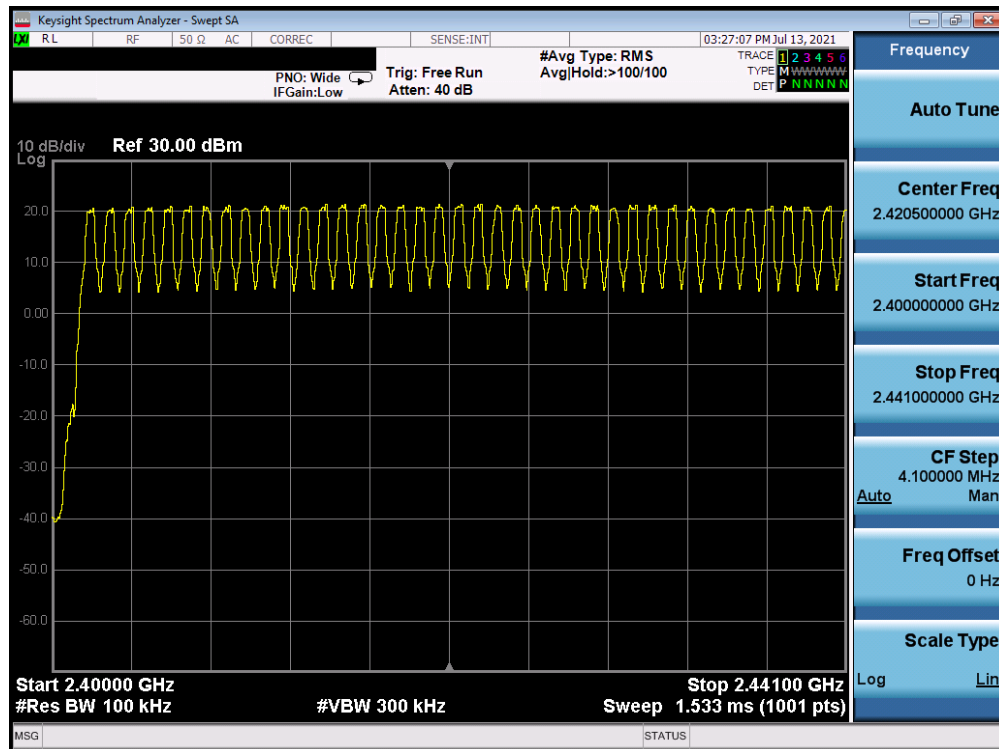 Keysight Spectrum Analyzer - Swept SA
LXI RL RF 50 Ω AC CORREC SENSE:INT 03:27:07 PM Jul 13, 2021
PNO: Wide
IFGain:Low
Trig: Free Run
Atten: 40 dB
#Avg Type: RMS
Avg|Hold:>100/100
TRACE 1 2 3 4 5 6
TYPE M WWWWW
DET P N N N N N
10 dB/div Ref 30.00 dBm
Log
20.0
10.0
0.00
-10.0
-20.0
-30.0
-40.0
-50.0
-60.0
Start 2.40000 GHz Stop 2.44100 GHz
#Res BW 100 kHz #VBW 300 kHz Sweep 1.533 ms (1001 pts)
MSG STATUS
Frequency
Auto Tune
Center Freq
2.420500000 GHz
Start Freq
2.400000000 GHz
Stop Freq
2.441000000 GHz
CF Step
4.100000 MHz
Auto Man
Freq Offset
0 Hz
Scale Type
Log Lin